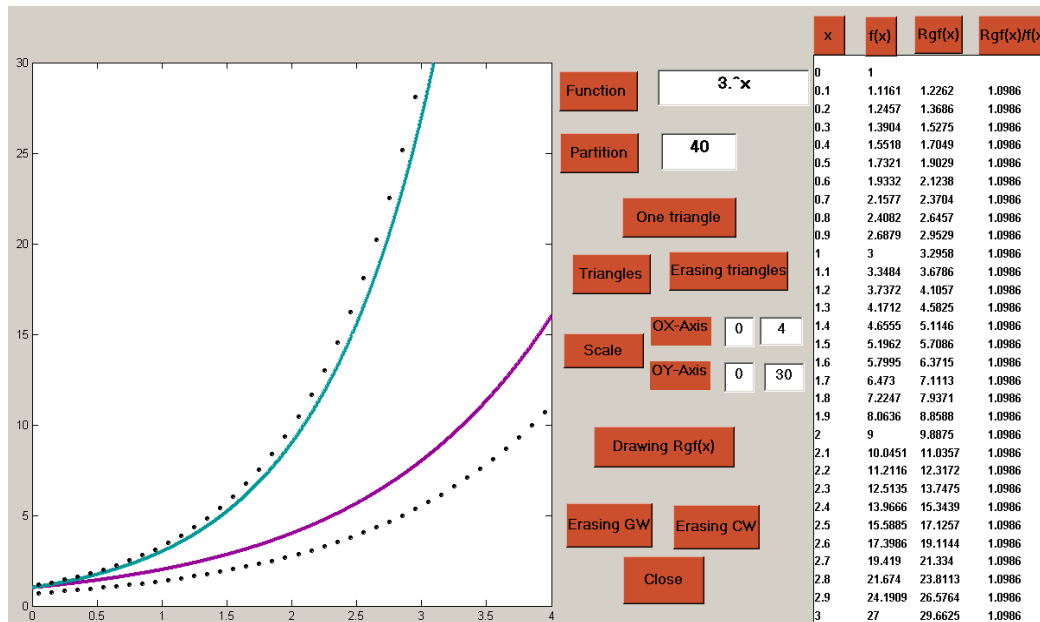 x f(x) Rgf(x) Rgf(x)/f(x
30
25
20
15
10
5
0
0 0.5 1 1.5 2 2.5 3 3.5 4
Function 3.^x
Partition 40
One triangle
Triangles Erasing triangles
Scale
OX-Axis 0 4
OY-Axis 0 30
Drawing Rgf(x)
Erasing GW Erasing CW
Close
0 1
0.1 1.1161 1.2262 1.0986
0.2 1.2457 1.3686 1.0986
0.3 1.3904 1.5275 1.0986
0.4 1.5518 1.7049 1.0986
0.5 1.7321 1.9029 1.0986
0.6 1.9332 2.1238 1.0986
0.7 2.1577 2.3704 1.0986
0.8 2.4082 2.6457 1.0986
0.9 2.6879 2.9529 1.0986
1 3 3.2958 1.0986
1.1 3.3484 3.6786 1.0986
1.2 3.7372 4.1057 1.0986
1.3 4.1712 4.5825 1.0986
1.4 4.6555 5.1146 1.0986
1.5 5.1962 5.7086 1.0986
1.6 5.7995 6.3715 1.0986
1.7 6.473 7.1113 1.0986
1.8 7.2247 7.9371 1.0986
1.9 8.0636 8.8588 1.0986
2 9 9.8875 1.0986
2.1 10.0451 11.0357 1.0986
2.2 11.2116 12.3172 1.0986
2.3 12.5135 13.7475 1.0986
2.4 13.9666 15.3439 1.0986
2.5 15.5885 17.1257 1.0986
2.6 17.3986 19.1144 1.0986
2.7 19.419 21.334 1.0986
2.8 21.674 23.8113 1.0986
2.9 24.1909 26.5764 1.0986
3 27 29.6625 1.0986